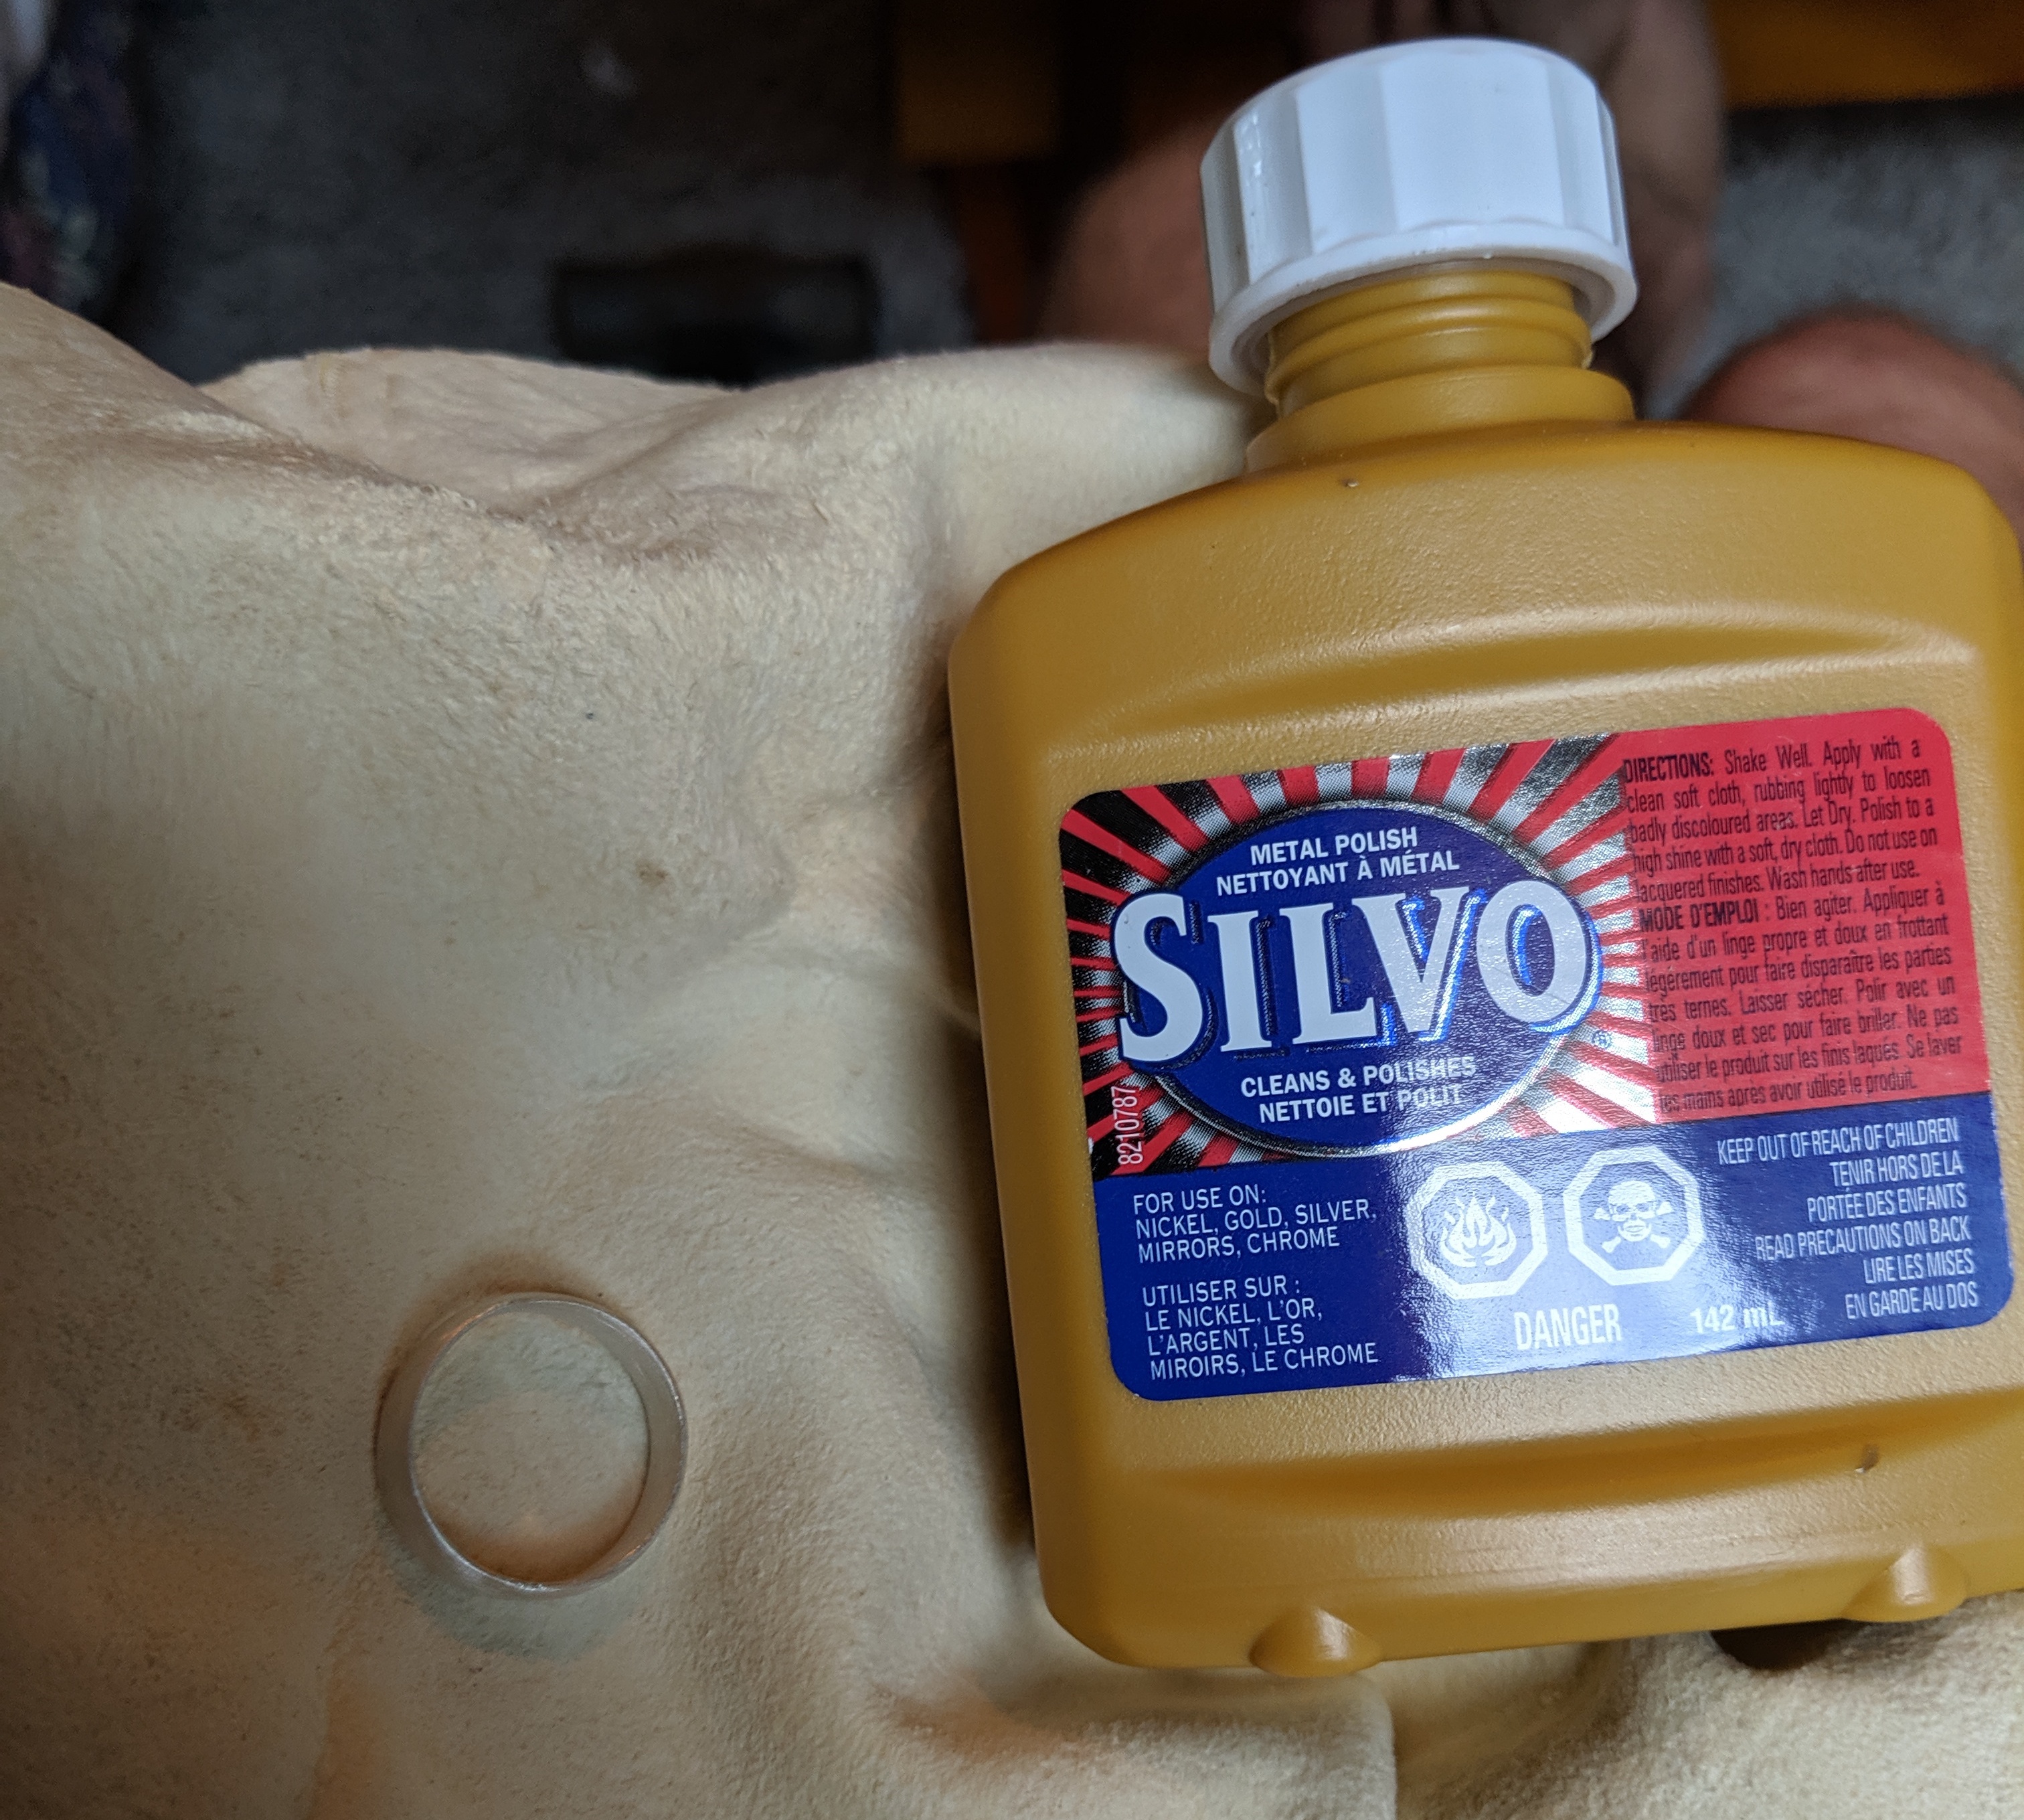 METAL POLISH
NETTOYANT À MÉTAL
SILVO
®
CLEANS & POLISHES
NETTOIE ET POLIT
8210787
DIRECTIONS: Shake Well. Apply with a
clean soft cloth, rubbing lightly to loosen
badly discoloured areas. Let Dry. Polish to a
high shine with a soft, dry cloth. Do not use on
lacquered finishes. Wash hands after use.
MODE D'EMPLOI : Bien agiter. Appliquer à
l'aide d'un linge propre et doux en frottant
légèrement pour faire disparaître les parties
très ternes. Laisser sécher. Polir avec un
linge doux et sec pour faire briller. Ne pas
utiliser le produit sur les finis laqués. Se laver
les mains après avoir utilisé le produit.
FOR USE ON:
NICKEL, GOLD, SILVER,
MIRRORS, CHROME
UTILISER SUR :
LE NICKEL, L'OR,
L'ARGENT, LES
MIROIRS, LE CHROME
DANGER
142 mL
KEEP OUT OF REACH OF CHILDREN
TENIR HORS DE LA
PORTÉE DES ENFANTS
READ PRECAUTIONS ON BACK
LIRE LES MISES
EN GARDE AU DOS